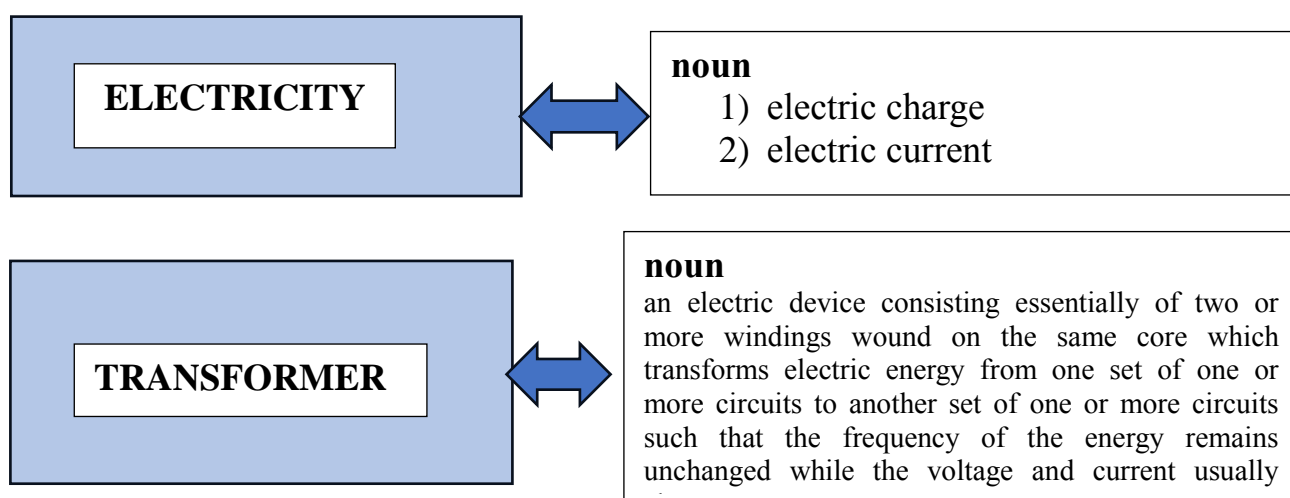 ELECTRICITY
noun
1) electric charge
2) electric current
TRANSFORMER
noun
an electric device consisting essentially of two or
more windings wound on the same core which
transforms electric energy from one set of one or
more circuits to another set of one or more circuits
such that the frequency of the energy remains
unchanged while the voltage and current usually